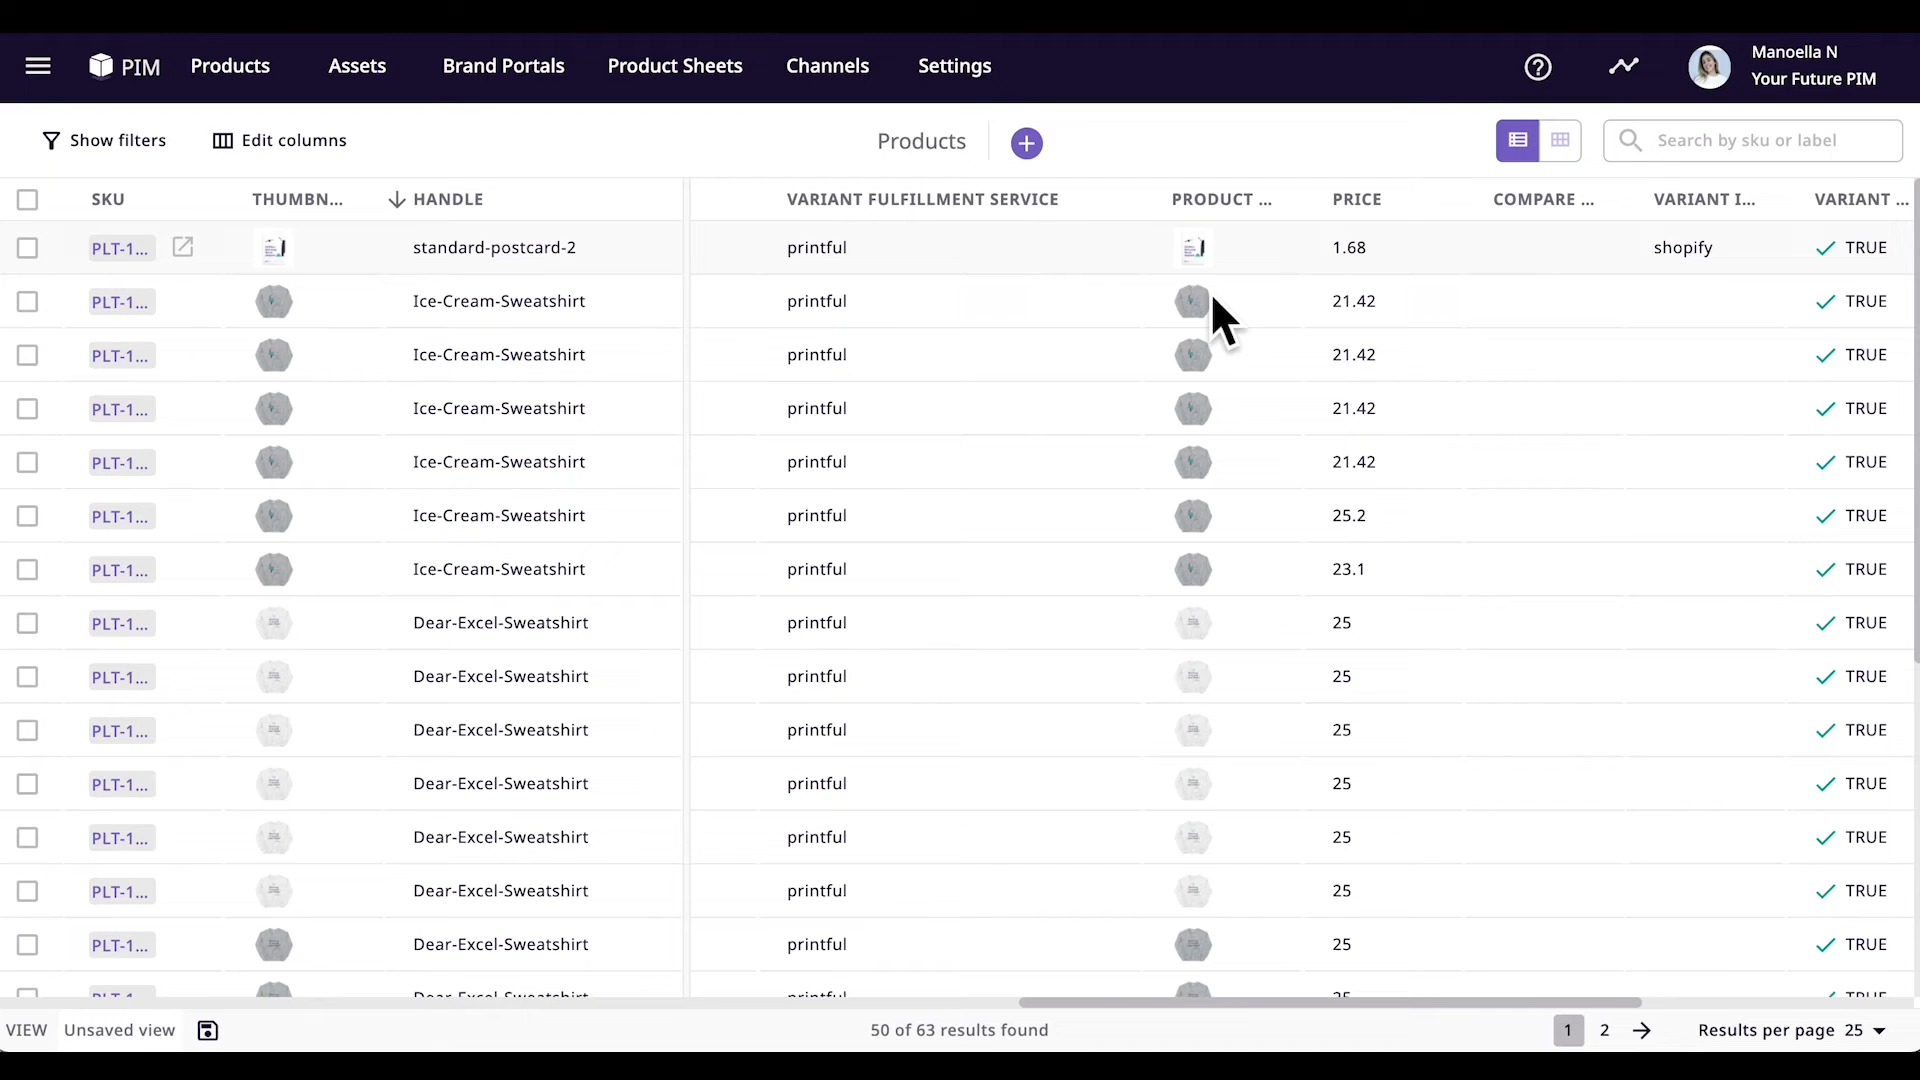 PIM Products Assets Brand Portals Product Sheets Channels Settings Manoella N
Your Future PIM
Show filters Edit columns Products Search by sku or label
SKU THUMBN... HANDLE VARIANT FULFILLMENT SERVICE PRODUCT ... PRICE COMPARE ... VARIANT I... VARIANT ...
PLT-1... standard-postcard-2 printful 1.68 shopify TRUE
PLT-1... Ice-Cream-Sweatshirt printful 21.42 TRUE
PLT-1... Ice-Cream-Sweatshirt printful 21.42 TRUE
PLT-1... Ice-Cream-Sweatshirt printful 21.42 TRUE
PLT-1... Ice-Cream-Sweatshirt printful 21.42 TRUE
PLT-1... Ice-Cream-Sweatshirt printful 25.2 TRUE
PLT-1... Ice-Cream-Sweatshirt printful 23.1 TRUE
PLT-1... Dear-Excel-Sweatshirt printful 25 TRUE
PLT-1... Dear-Excel-Sweatshirt printful 25 TRUE
PLT-1... Dear-Excel-Sweatshirt printful 25 TRUE
PLT-1... Dear-Excel-Sweatshirt printful 25 TRUE
PLT-1... Dear-Excel-Sweatshirt printful 25 TRUE
PLT-1... Dear-Excel-Sweatshirt printful 25 TRUE
PLT-1... Dear-Excel-Sweatshirt printful 25 TRUE
PLT-1... Dear-Excel-Sweatshirt printful 25 TRUE
VIEW Unsaved view 50 of 63 results found 1 2 Results per page 25